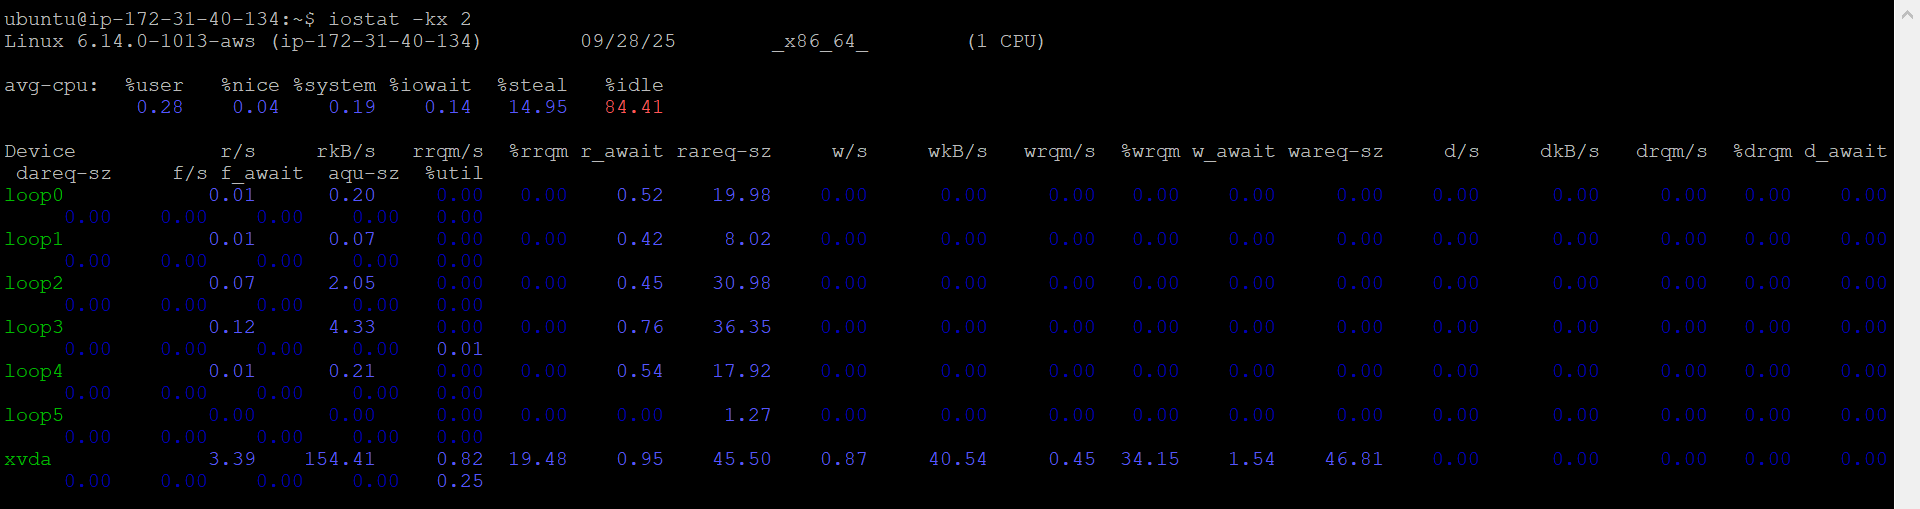 ubuntu@ip-172-31-40-134:~$ iostat -kx 2
Linux 6.14.0-1013-aws (ip-172-31-40-134) 09/28/25 _x86_64_ (1 CPU)
avg-cpu: %user %nice %system %iowait %steal %idle
0.28 0.04 0.19 0.14 14.95 84.41
Device r/s rkB/s rrqm/s %rrqm r_await rareq-sz w/s wkB/s wrqm/s %wrqm w_await wareq-sz d/s dkB/s drqm/s %drqm d_await
dareq-sz f/s f_await aqu-sz %util
loop0 0.01 0.20 0.00 0.00 0.52 19.98 0.00 0.00 0.00 0.00 0.00 0.00 0.00 0.00 0.00 0.00 0.00
0.00 0.00 0.00 0.00 0.00
loop1 0.01 0.07 0.00 0.00 0.42 8.02 0.00 0.00 0.00 0.00 0.00 0.00 0.00 0.00 0.00 0.00 0.00
0.00 0.00 0.00 0.00 0.00
loop2 0.07 2.05 0.00 0.00 0.45 30.98 0.00 0.00 0.00 0.00 0.00 0.00 0.00 0.00 0.00 0.00 0.00
0.00 0.00 0.00 0.00 0.00
loop3 0.12 4.33 0.00 0.00 0.76 36.35 0.00 0.00 0.00 0.00 0.00 0.00 0.00 0.00 0.00 0.00 0.00
0.00 0.00 0.00 0.00 0.01
loop4 0.01 0.21 0.00 0.00 0.54 17.92 0.00 0.00 0.00 0.00 0.00 0.00 0.00 0.00 0.00 0.00 0.00
0.00 0.00 0.00 0.00 0.00
loop5 0.00 0.00 0.00 0.00 0.00 1.27 0.00 0.00 0.00 0.00 0.00 0.00 0.00 0.00 0.00 0.00 0.00
0.00 0.00 0.00 0.00 0.00
xvda 3.39 154.41 0.82 19.48 0.95 45.50 0.87 40.54 0.45 34.15 1.54 46.81 0.00 0.00 0.00 0.00 0.00
0.00 0.00 0.00 0.00 0.25